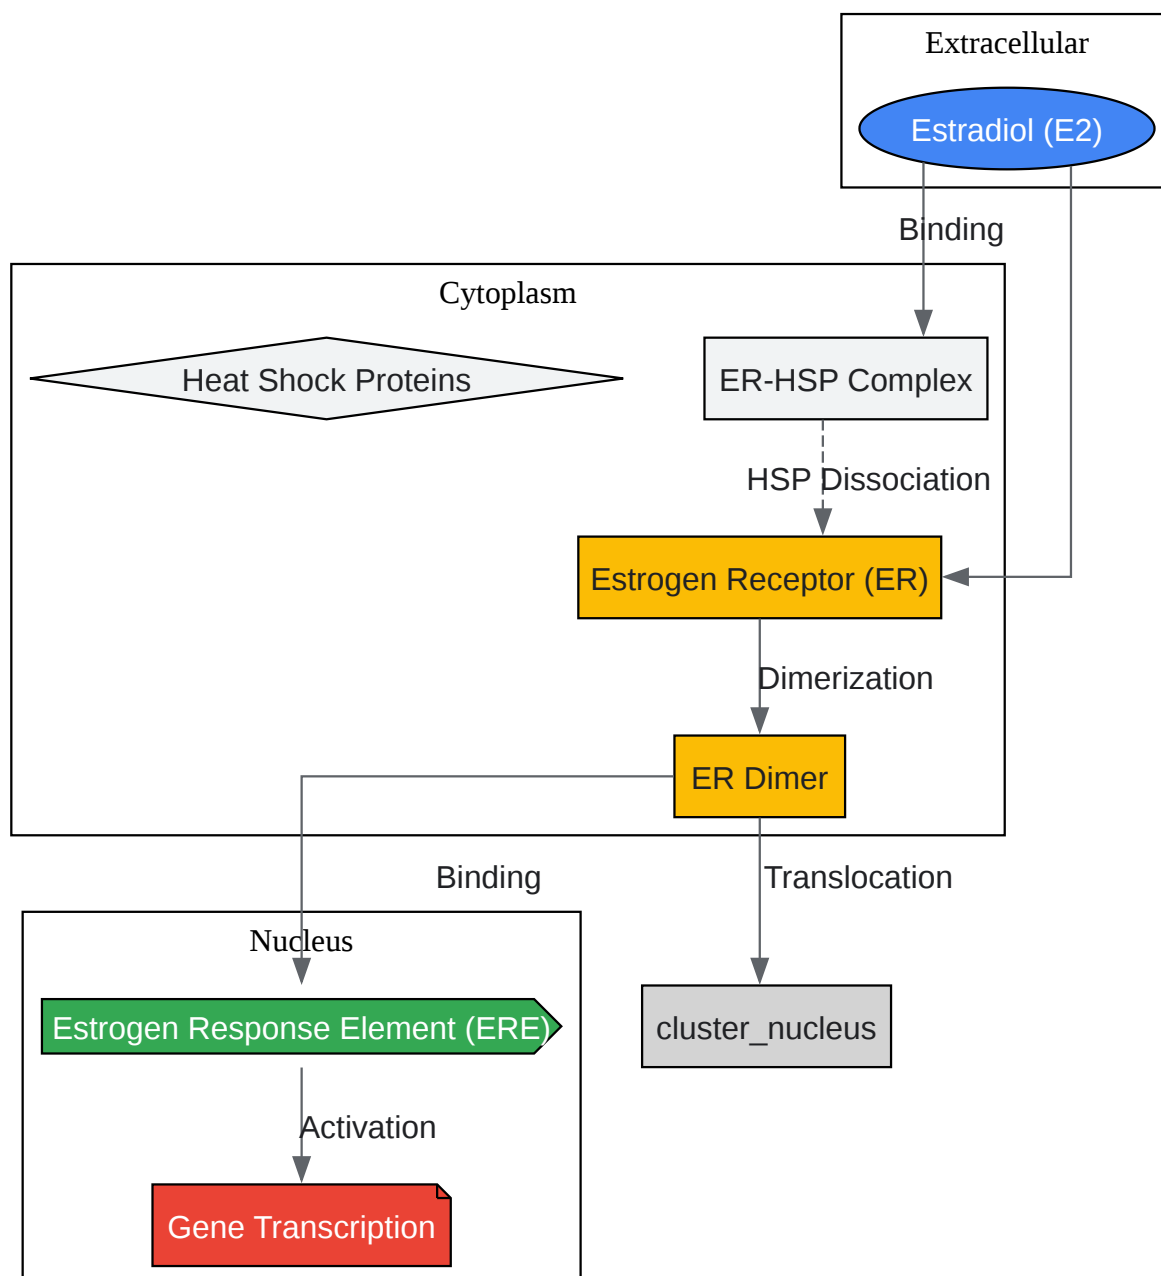 Extracellular
Estradiol (E2)
Binding
Cytoplasm
Heat Shock Proteins
ER-HSP Complex
HSP Dissociation
Estrogen Receptor (ER)
Dimerization
ER Dimer
Binding
Translocation
Nucleus
Estrogen Response Element (ERE)
cluster_nucleus
Activation
Gene Transcription